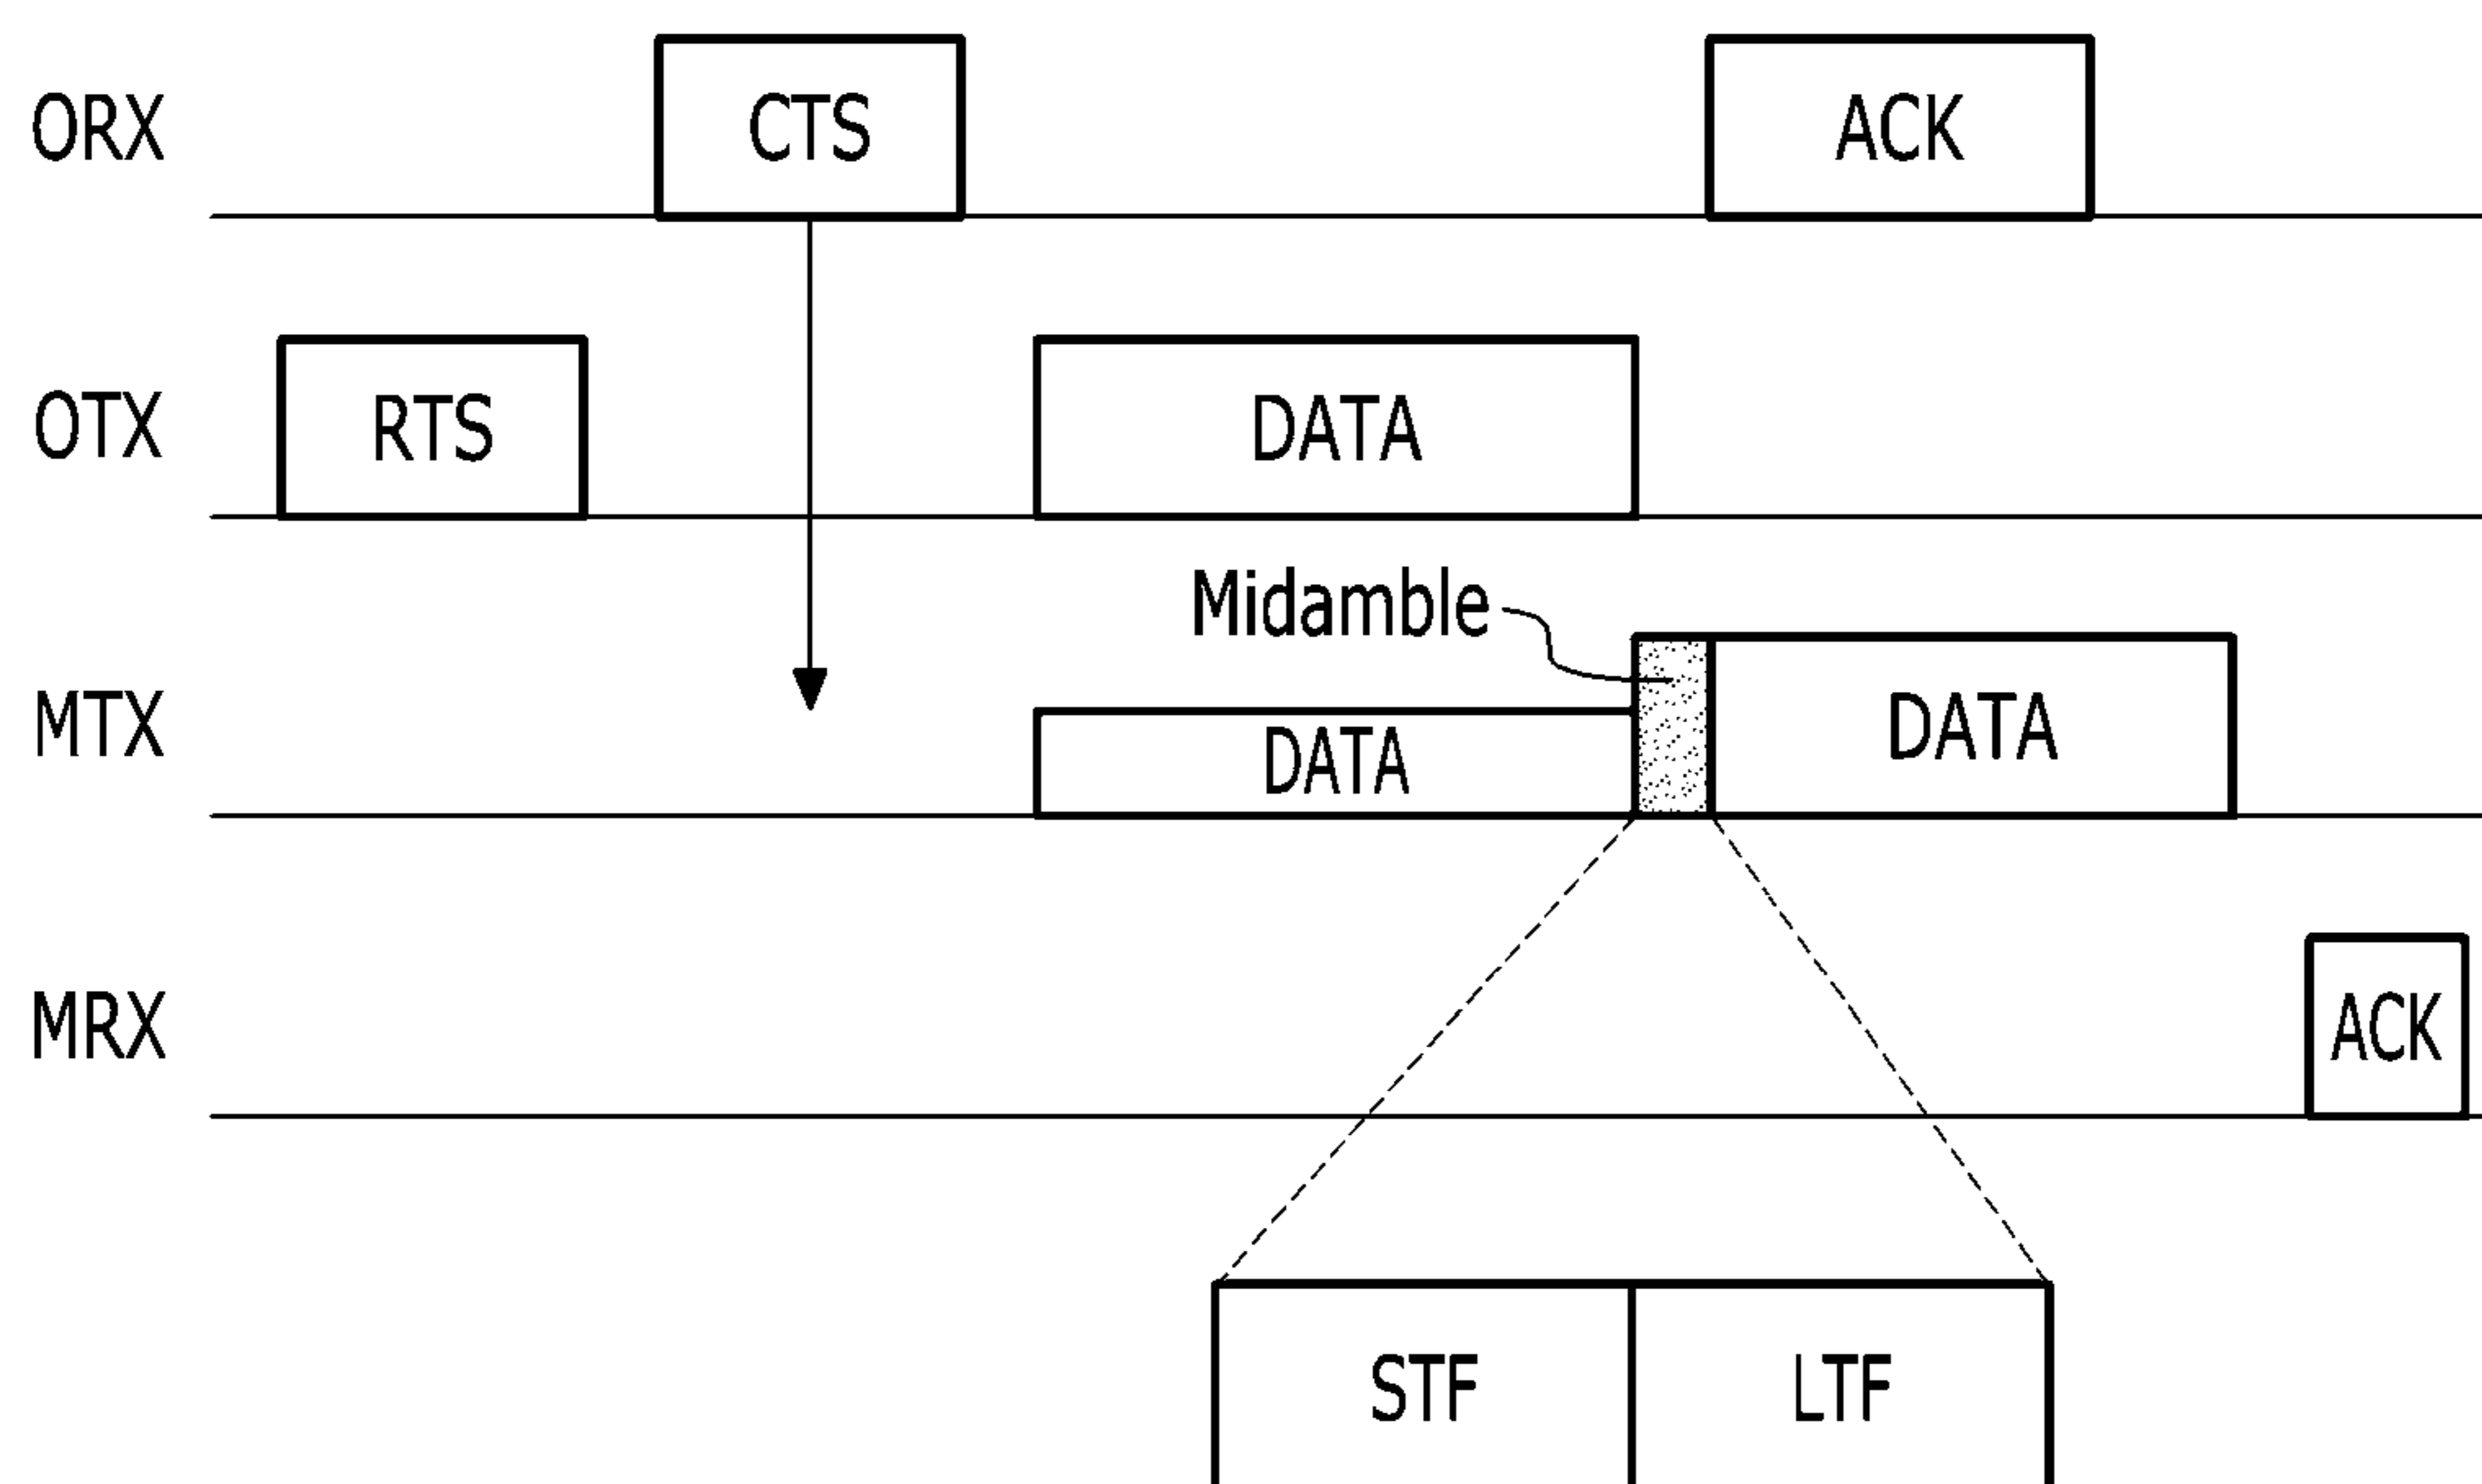 ORX CTS ACK
OTX RTS DATA
Midamble
MTX DATA DATA
MRX ACK
STF LTF